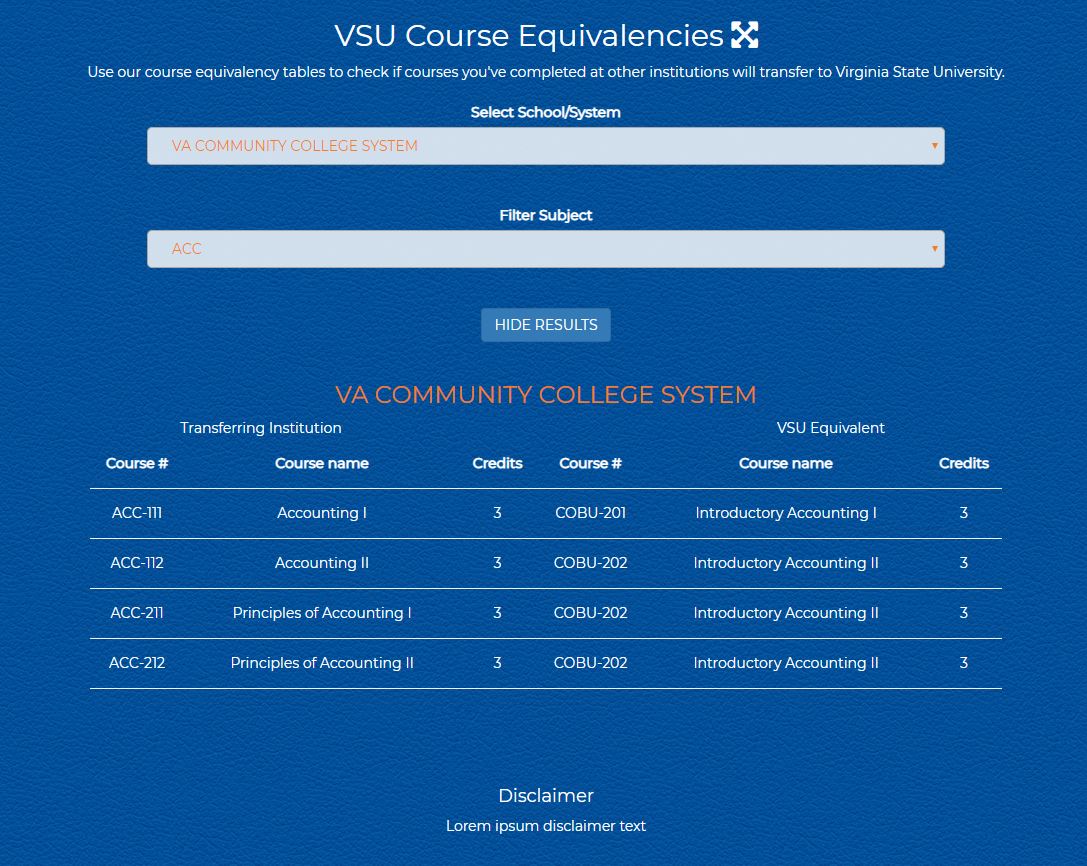 VSU Course Equivalencies
Use our course equivalency tables to check if courses you've completed at other institutions will transfer to Virginia State University.
Select School/System
VA COMMUNITY COLLEGE SYSTEM
Filter Subject
ACC
HIDE RESULTS
VA COMMUNITY COLLEGE SYSTEM
Transferring Institution VSU Equivalent
Course # Course name Credits Course # Course name Credits
ACC-111 Accounting I 3 COBU-201 Introductory Accounting I 3
ACC-112 Accounting II 3 COBU-202 Introductory Accounting II 3
ACC-211 Principles of Accounting I 3 COBU-202 Introductory Accounting II 3
ACC-212 Principles of Accounting II 3 COBU-202 Introductory Accounting II 3
Disclaimer
Lorem ipsum disclaimer text